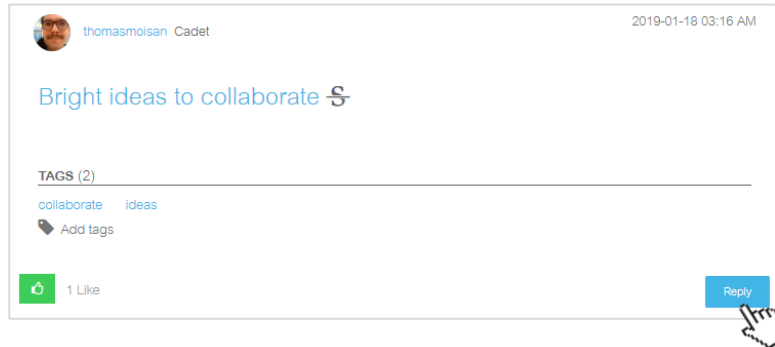 thomasmoisan Cadet
2019-01-18 03:16 AM
Bright ideas to collaborate S
TAGS (2)
collaborate ideas
Add tags
1 Like
Reply